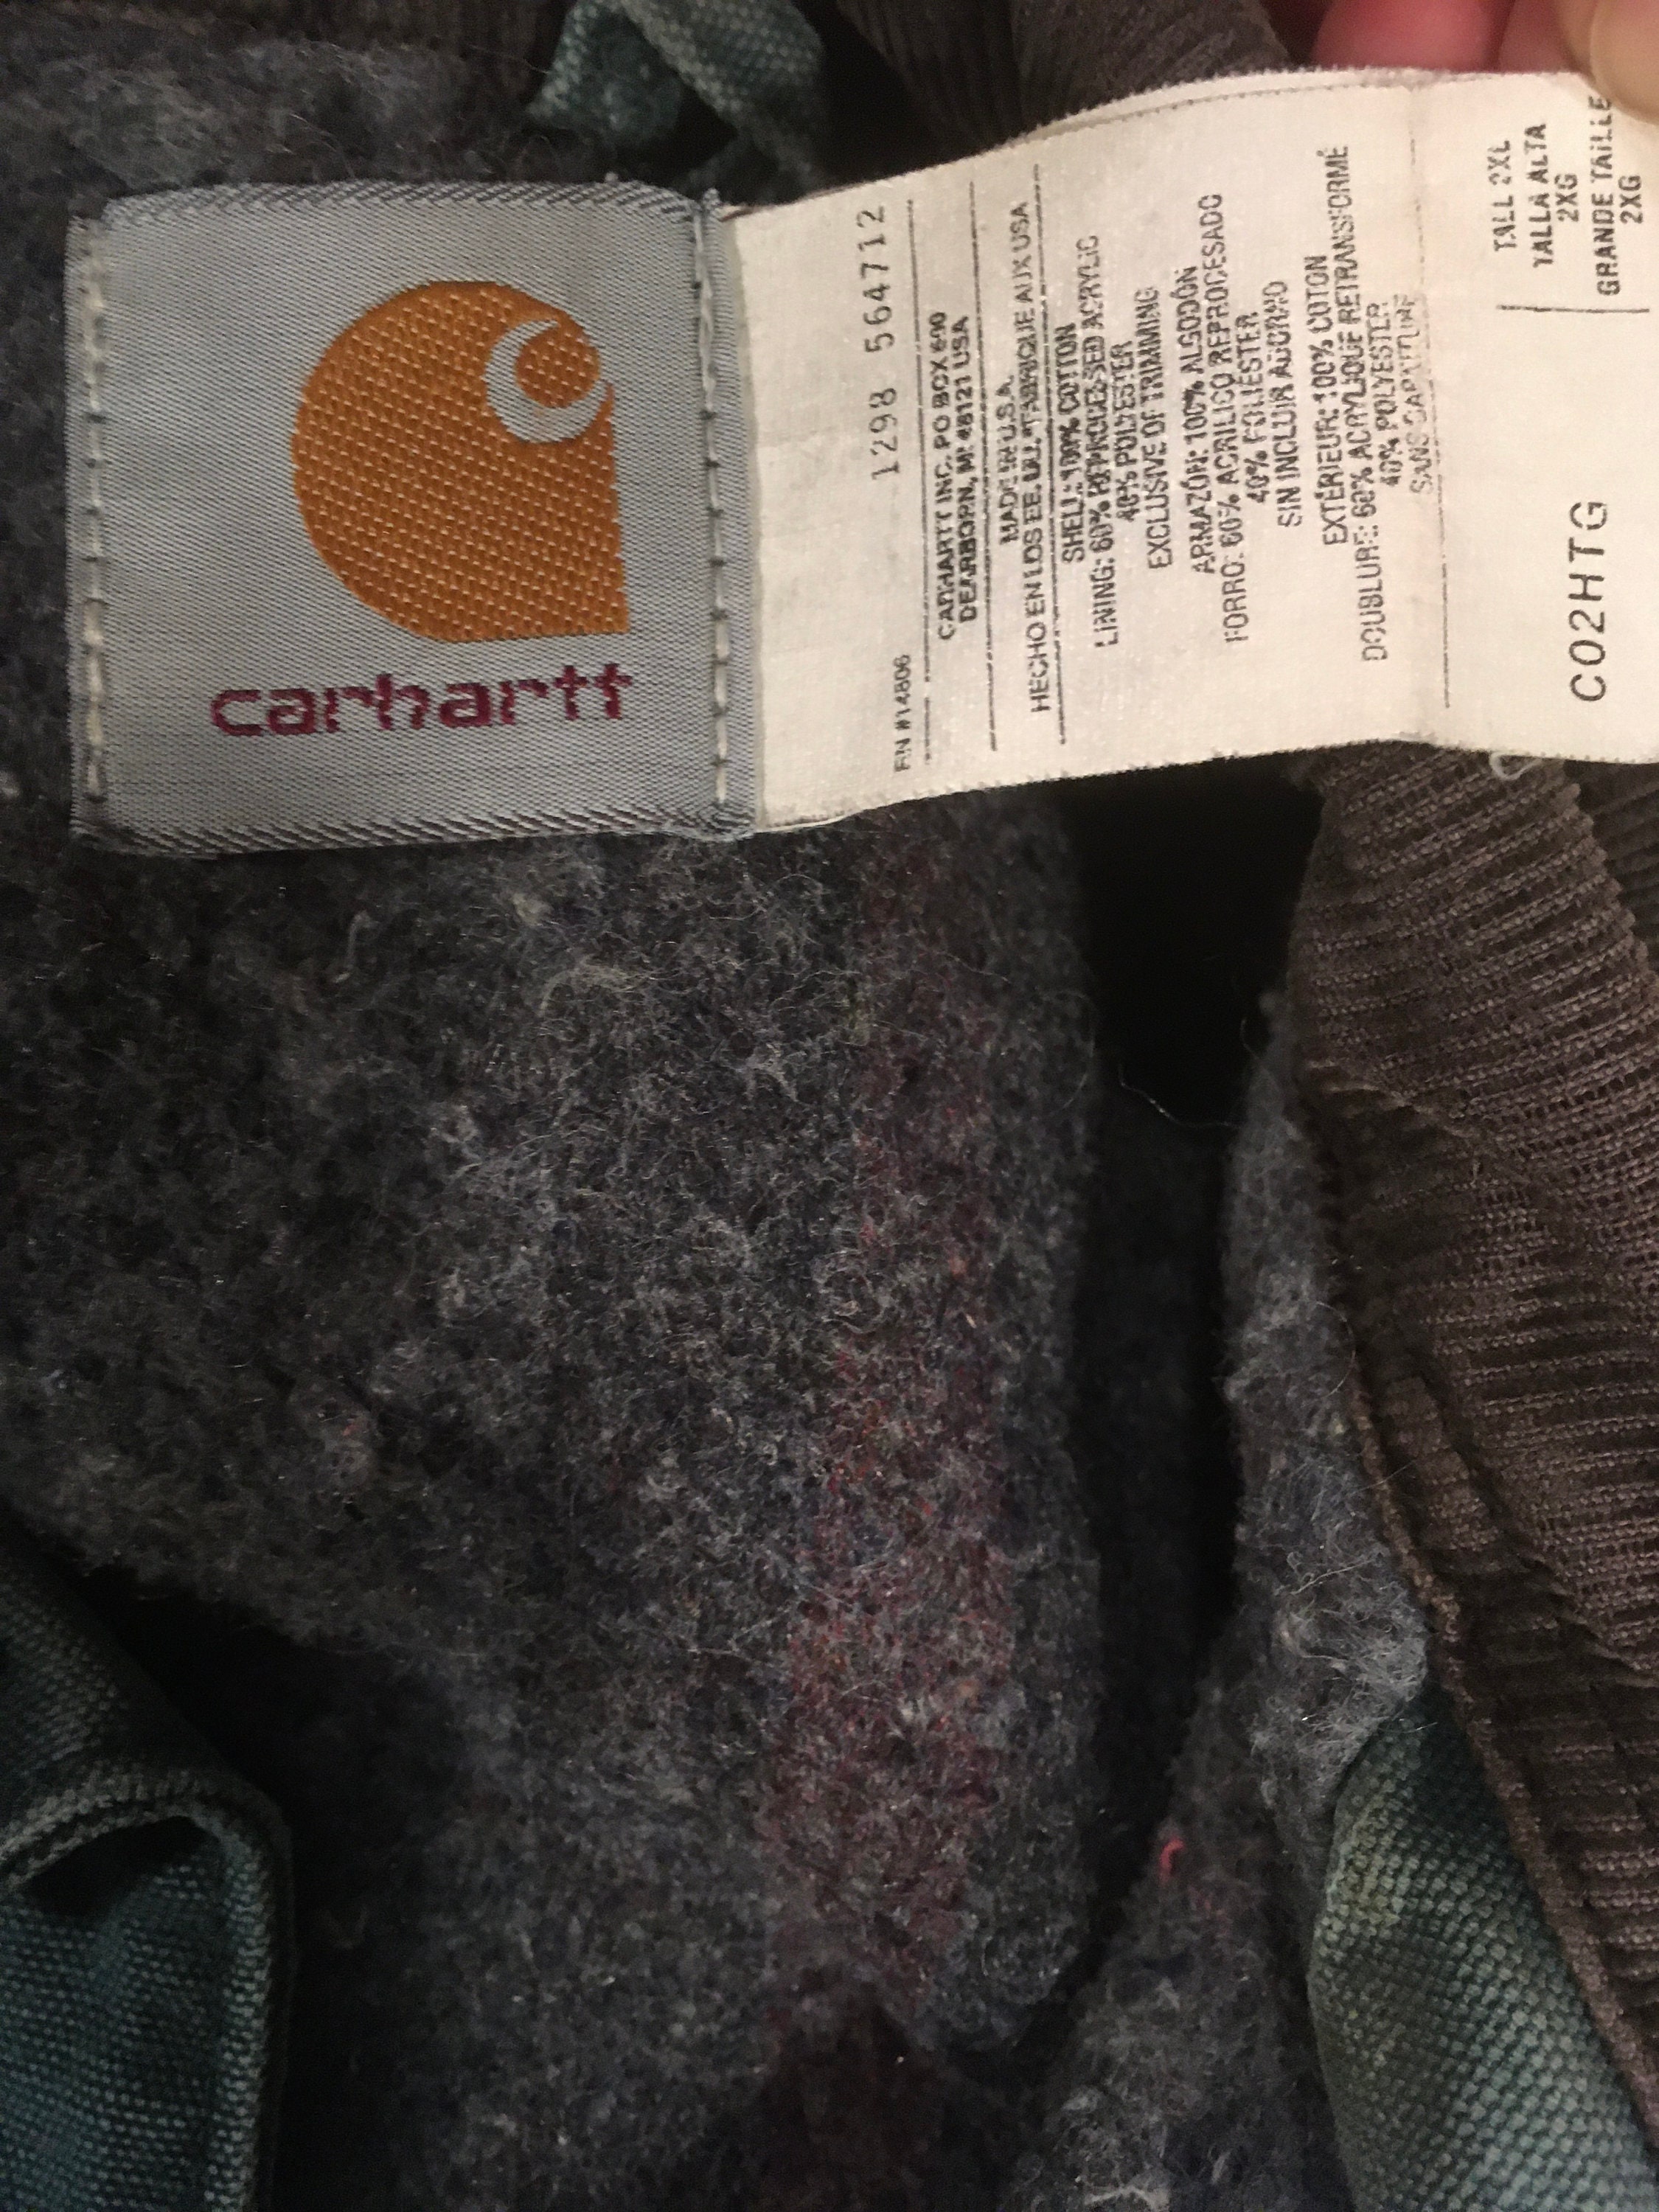 carhartt
RN #14806 1298 564712
CARHARTT INC. PO BOX 600
DEARBORN, MI 48121 USA
MADE IN U.S.A.
HECHO EN LOS EE. UU. *FABRIQUE AUX USA
SHELL: 100% COTTON
LINING: 60% REPROCESSED ACRYLIC
40% POLYESTER
EXCLUSIVE OF TRIMMING
ARMAZÓN: 100% ALGODÓN
FORRO: 60% ACRILICO REPROCESADO
40% POLIESTER
SIN INCLUIR ADORNO
EXTÉRIEUR: 100% COTON
DOUBLURE: 60% ACRYLIQUE RETRANSFORMÉ
40% POLYESTER
SANS GARNITURE
C02HTG
TALL 2XL
TALLA ALTA
2XG
GRANDE TAILLE
2XG